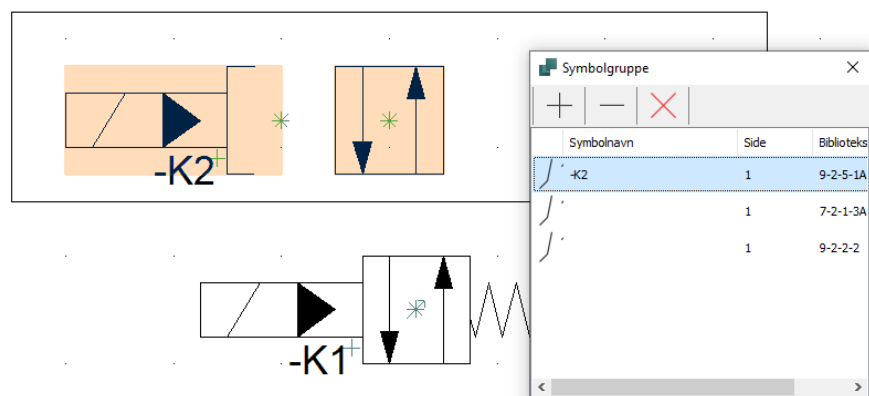 -K2
-K1
Symbolgruppe
Symbolnavn Side Biblioteks
-K2 1 9-2-5-1A
1 7-2-1-3A
1 9-2-2-2